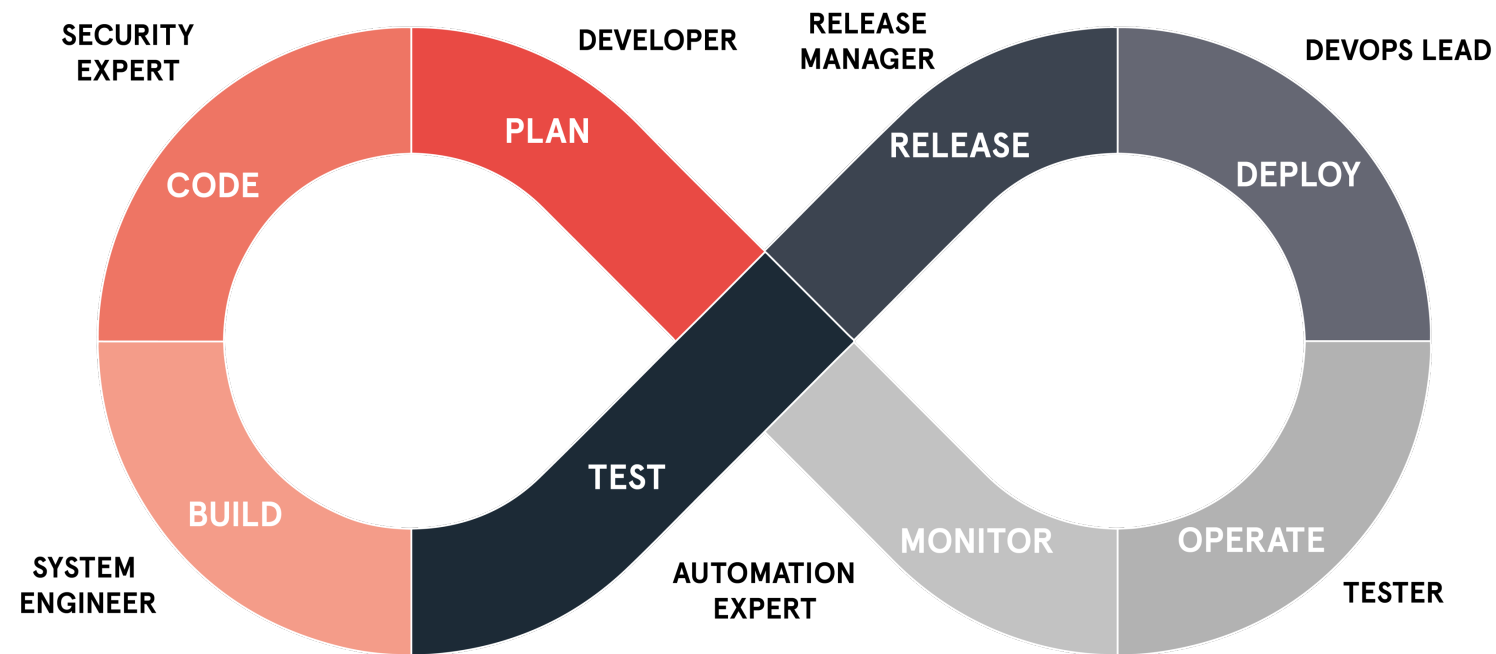 SECURITY
EXPERT
DEVELOPER
RELEASE
MANAGER
DEVOPS LEAD
PLAN
RELEASE
CODE
DEPLOY
TEST
BUILD
MONITOR
OPERATE
SYSTEM
ENGINEER
AUTOMATION
EXPERT
TESTER